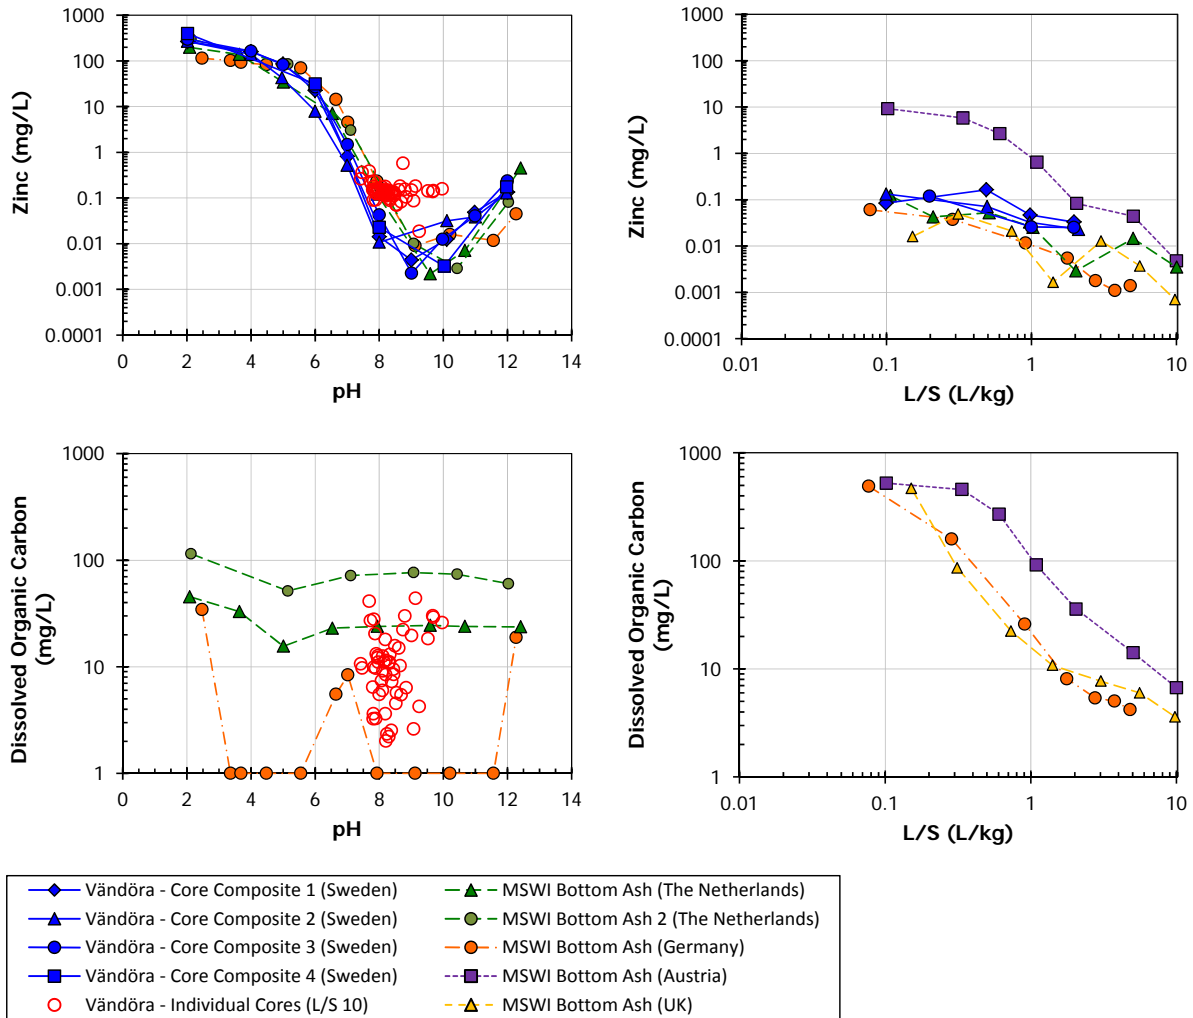 1000
100
10
1
0.1
0.01
0.001
0.0001
Zinc (mg/L)
0 2 4 6 8 10 12 14
pH
1000
100
10
1
0.1
0.01
0.001
0.0001
Zinc (mg/L)
0.01 0.1 1 10
L/S (L/kg)
1000
100
10
1
Dissolved Organic Carbon
(mg/L)
0 2 4 6 8 10 12 14
pH
1000
100
10
1
Dissolved Organic Carbon
(mg/L)
0.01 0.1 1 10
L/S (L/kg)
Vändöra - Core Composite 1 (Sweden)
Vändöra - Core Composite 2 (Sweden)
Vändöra - Core Composite 3 (Sweden)
Vändöra - Core Composite 4 (Sweden)
Vändöra - Individual Cores (L/S 10)
MSWI Bottom Ash (The Netherlands)
MSWI Bottom Ash 2 (The Netherlands)
MSWI Bottom Ash (Germany)
MSWI Bottom Ash (Austria)
MSWI Bottom Ash (UK)